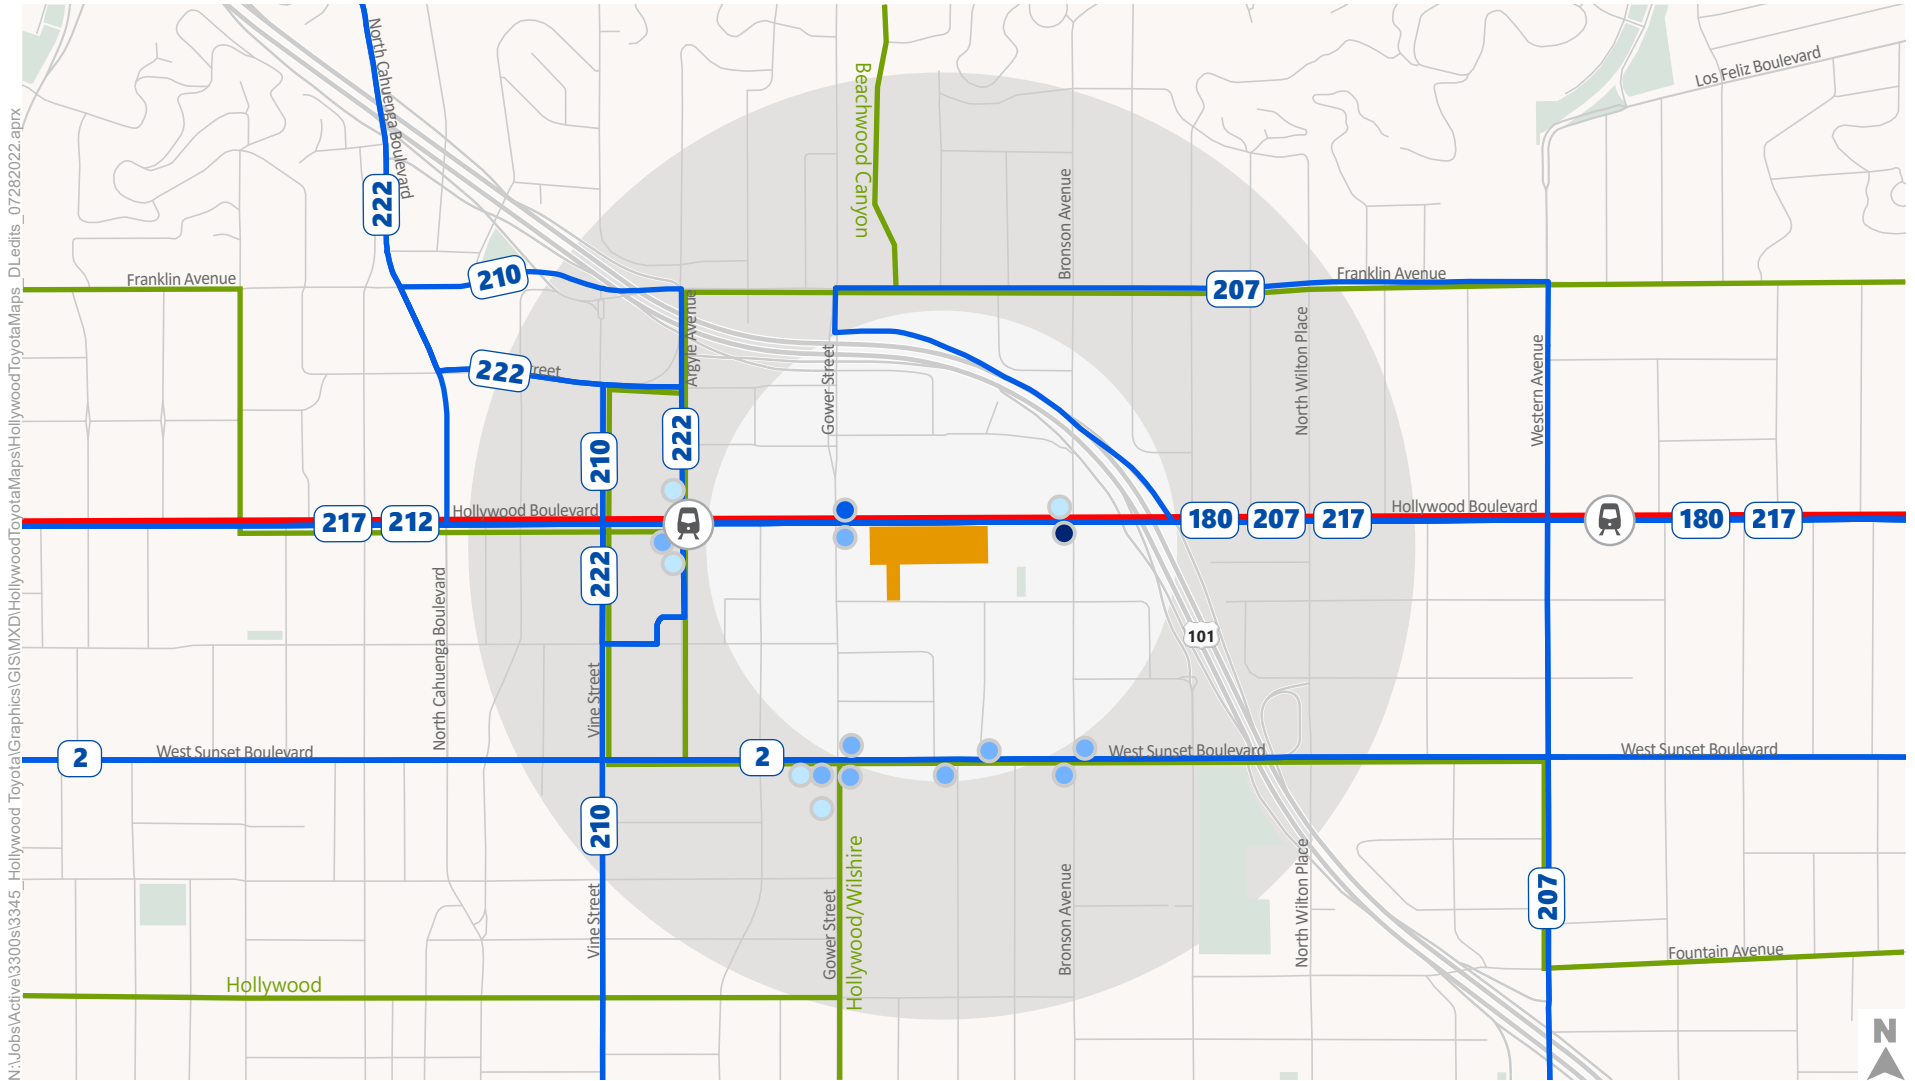 N:\Jobs\Active\3300s\3345_Hollywood Toyota\Graphics\GIS\MXD\HollywoodToyotaMaps\HollywoodToyotaMaps_DLedits_07282022.aprx
North Cahuenga Boulevard
Los Feliz Boulevard
Beachwood Canyon
222
Bronson Avenue
Franklin Avenue
210
207
Franklin Avenue
Argyle Avenue
222
reet
Gower Street
North Wilton Place
Western Avenue
210
222
217
212
Hollywood Boulevard
180
207
217
Hollywood Boulevard
180
217
222
North Cahuenga Boulevard
101
Vine Street
2
West Sunset Boulevard
2
West Sunset Boulevard
West Sunset Boulevard
210
Vine Street
Gower Street
Hollywood/Wilshire
Bronson Avenue
North Wilton Place
207
Fountain Avenue
Hollywood
N